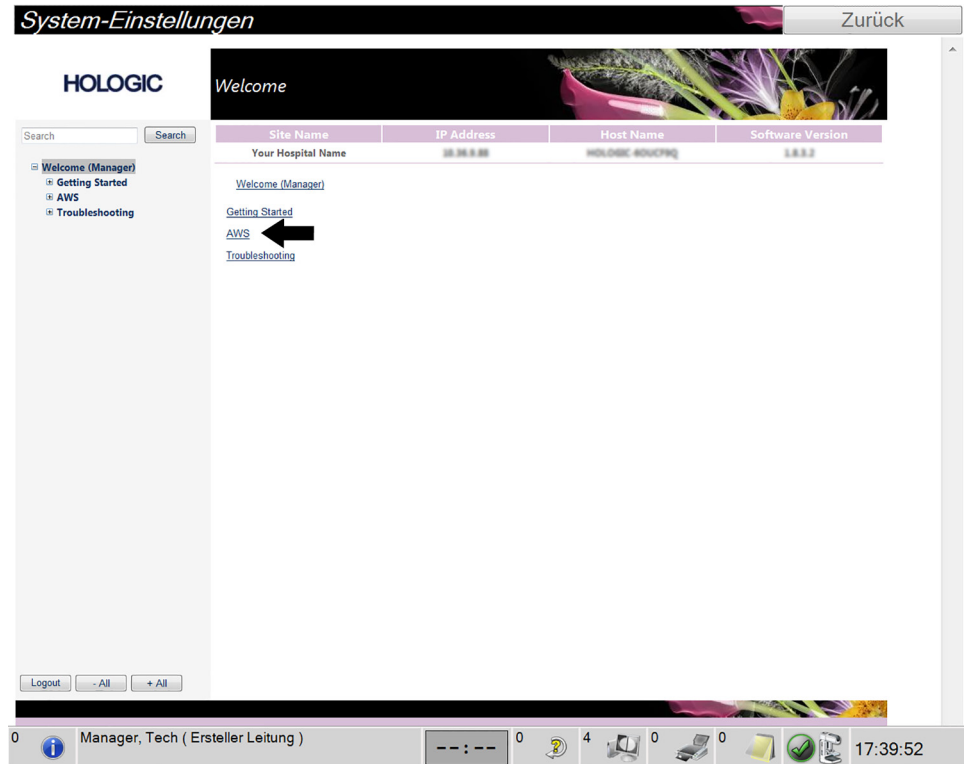 System-Einstellungen
Zurück
HOLOGIC
Welcome
Search
Search
Site Name
IP Address
Host Name
Software Version
Your Hospital Name
Welcome (Manager)
Getting Started
AWS
Troubleshooting
Welcome (Manager)
Getting Started
AWS
Troubleshooting
Logout
- All
+ All
0
Manager, Tech ( Ersteller Leitung )
--:--
0
4
0
0
17:39:52